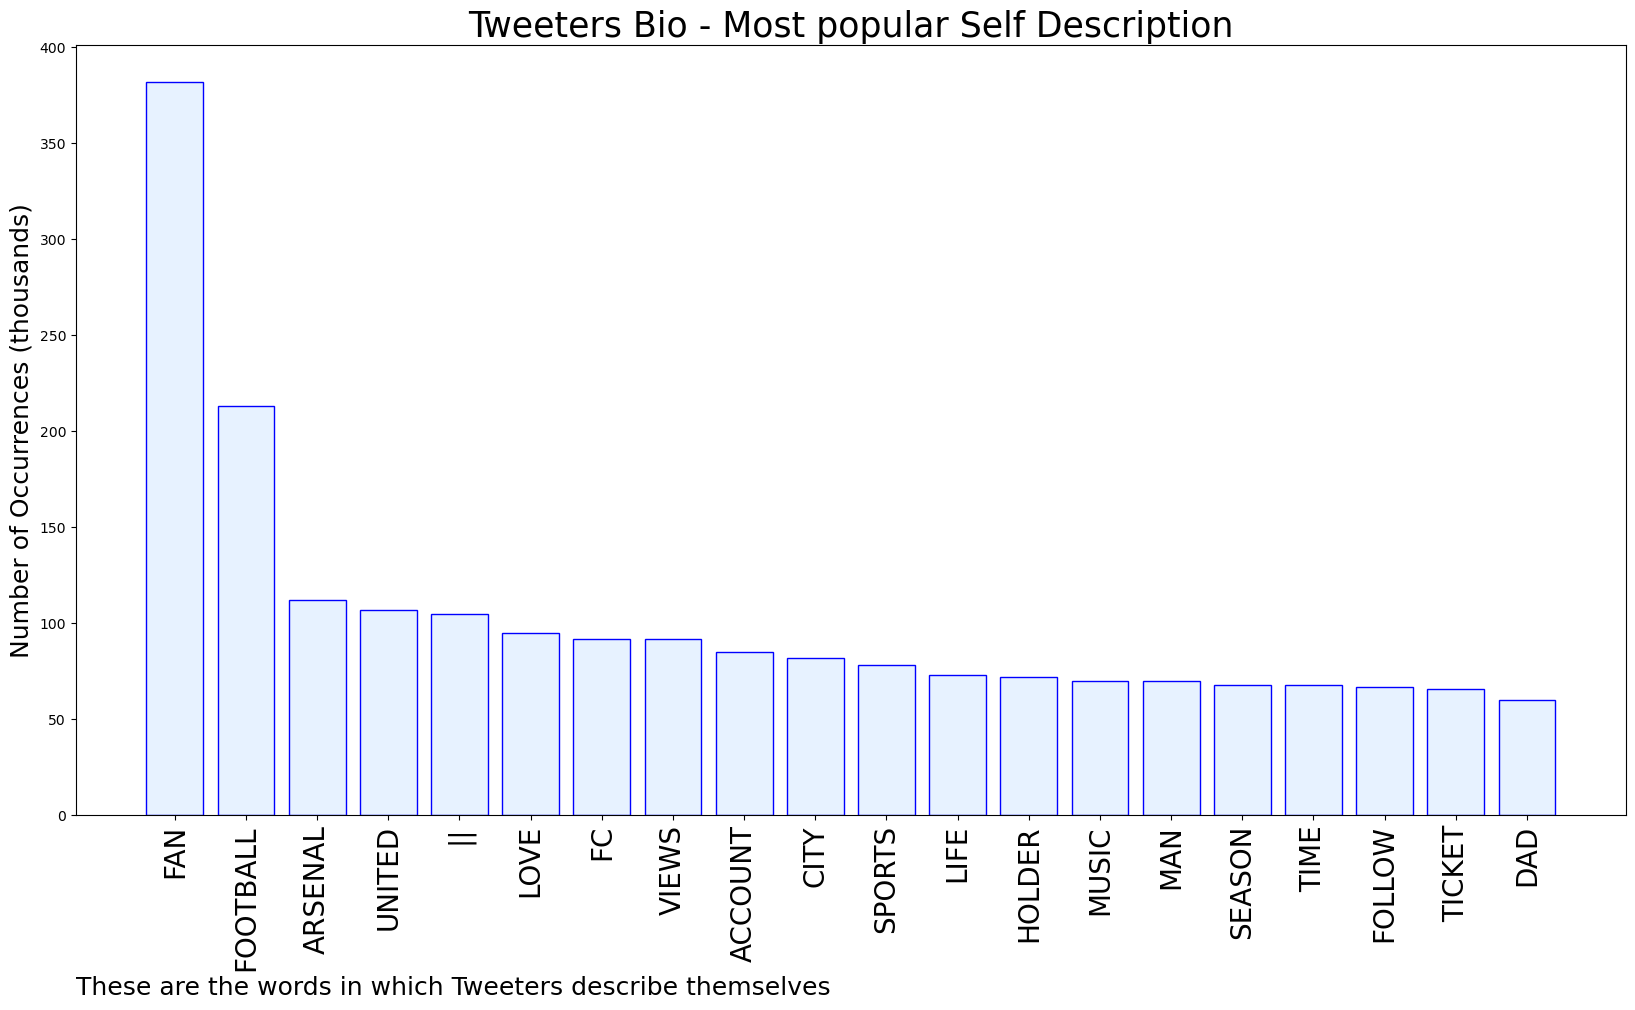 Tweeters Bio - Most popular Self Description
Number of Occurrences (thousands)
400
350
300
250
200
150
100
50
0
FAN
FOOTBALL
ARSENAL
UNITED
||
LOVE
FC
VIEWS
ACCOUNT
CITY
SPORTS
LIFE
HOLDER
MUSIC
MAN
SEASON
TIME
FOLLOW
TICKET
DAD
These are the words in which Tweeters describe themselves